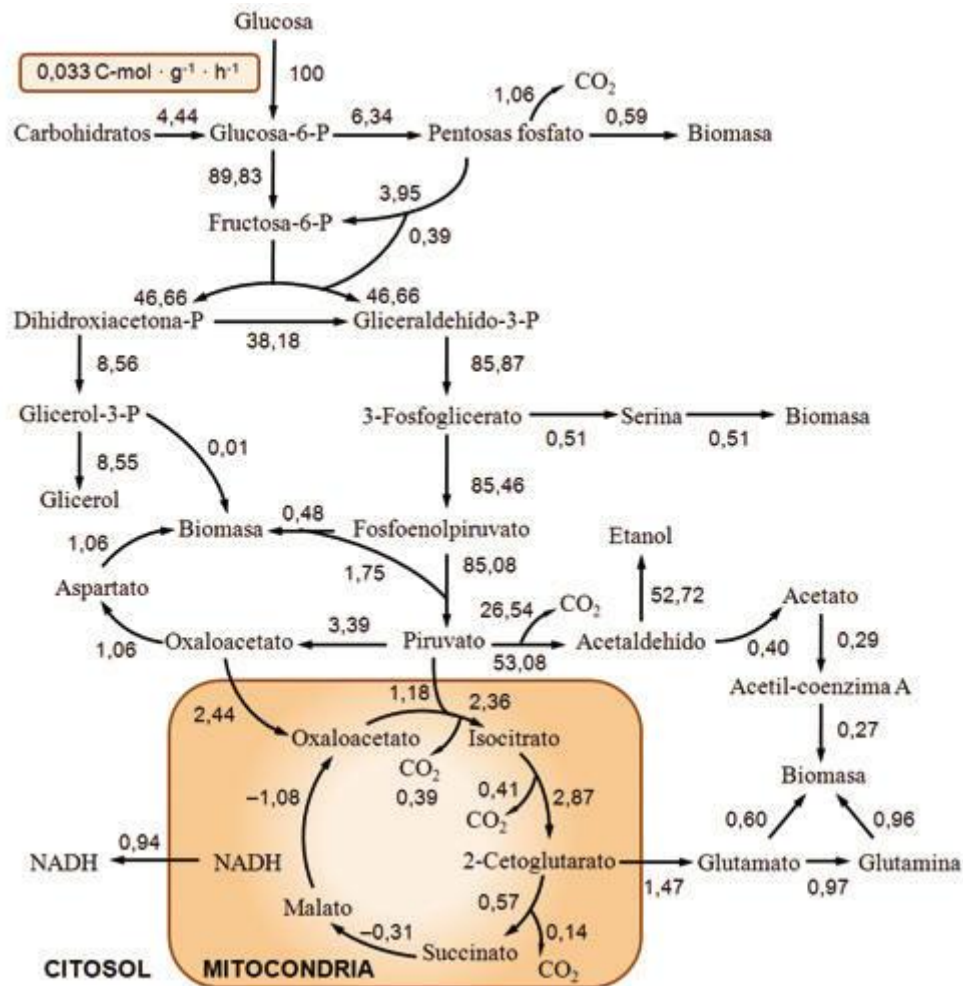 Glucosa
0,033 C-mol · g⁻¹ · h⁻¹
100
CO₂
1,06
Carbohidratos 4,44 Glucosa-6-P 6,34 Pentosas fosfato 0,59 Biomasa
89,83
3,95
Fructosa-6-P
0,39
46,66 46,66
Dihidroxiacetona-P Gliceraldehído-3-P
38,18
8,56 85,87
Glicerol-3-P 3-Fosfoglicerato Serina Biomasa
0,51 0,51
0,01
8,55 85,46
Glicerol
Biomasa 0,48 Fosfoenolpiruvato
Etanol
1,06 1,75 85,08
Aspartato
26,54 CO₂ 52,72 Acetato
3,39
1,06 Oxaloacetato Piruvato Acetaldehído 0,40 0,29
53,08
Acetil-coenzima A
2,44 1,18 2,36
0,27
Oxaloacetato Isocitrato
CO₂
0,39
Biomasa
–1,08 0,41 2,87
CO₂
0,60 0,96
0,94
NADH NADH 2-Cetoglutarato Glutamato Glutamina
1,47 0,97
0,57
Malato
–0,31 0,14
Succinato
CO₂
CITOSOL MITOCONDRIA